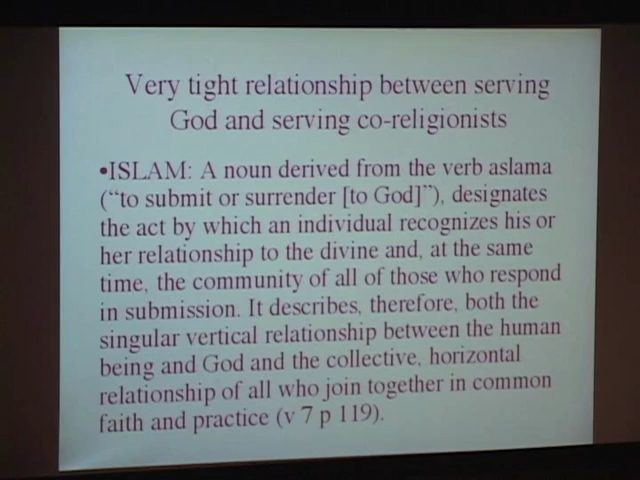 Very tight relationship between serving
God and serving co-religionists
•ISLAM: A noun derived from the verb aslama
(“to submit or surrender [to God]”), designates
the act by which an individual recognizes his or
her relationship to the divine and, at the same
time, the community of all of those who respond
in submission. It describes, therefore, both the
singular vertical relationship between the human
being and God and the collective, horizontal
relationship of all who join together in common
faith and practice (v 7 p 119).